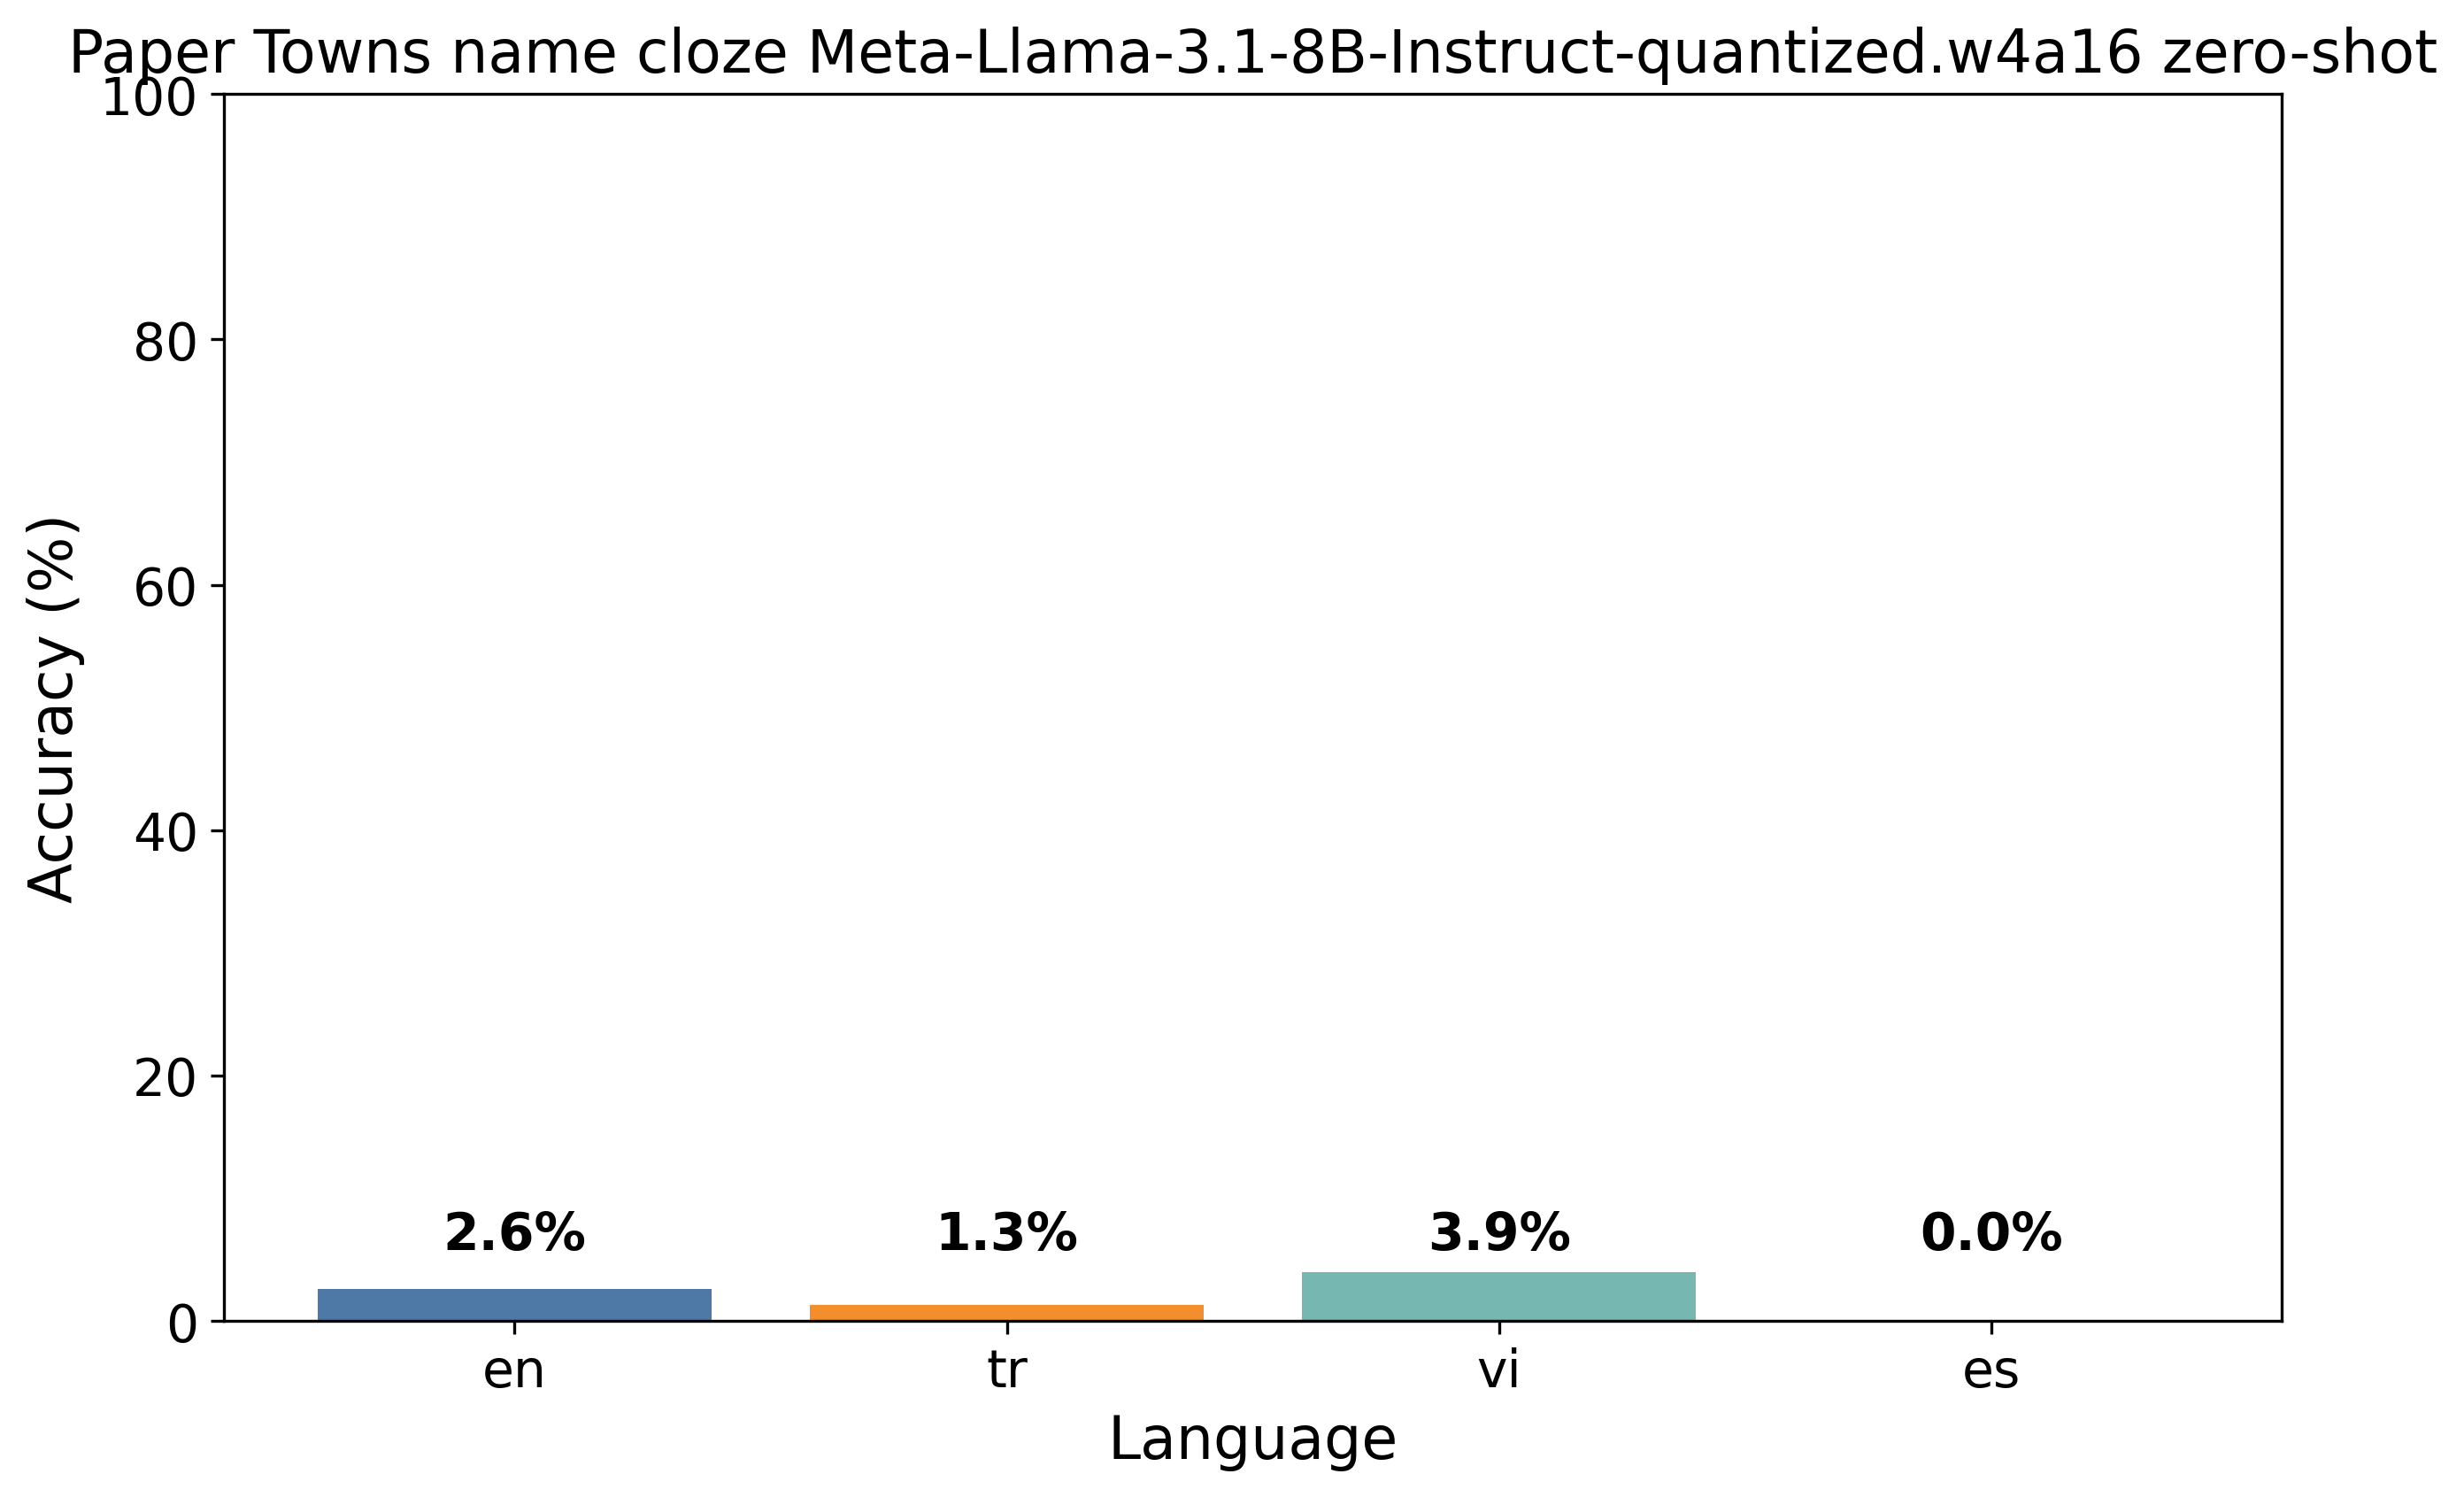 Paper Towns name cloze Meta-Llama-3.1-8B-Instruct-quantized.w4a16 zero-shot
100
80
60
40
20
0
Accuracy (%)
2.6%
1.3%
3.9%
0.0%
en
tr
vi
es
Language